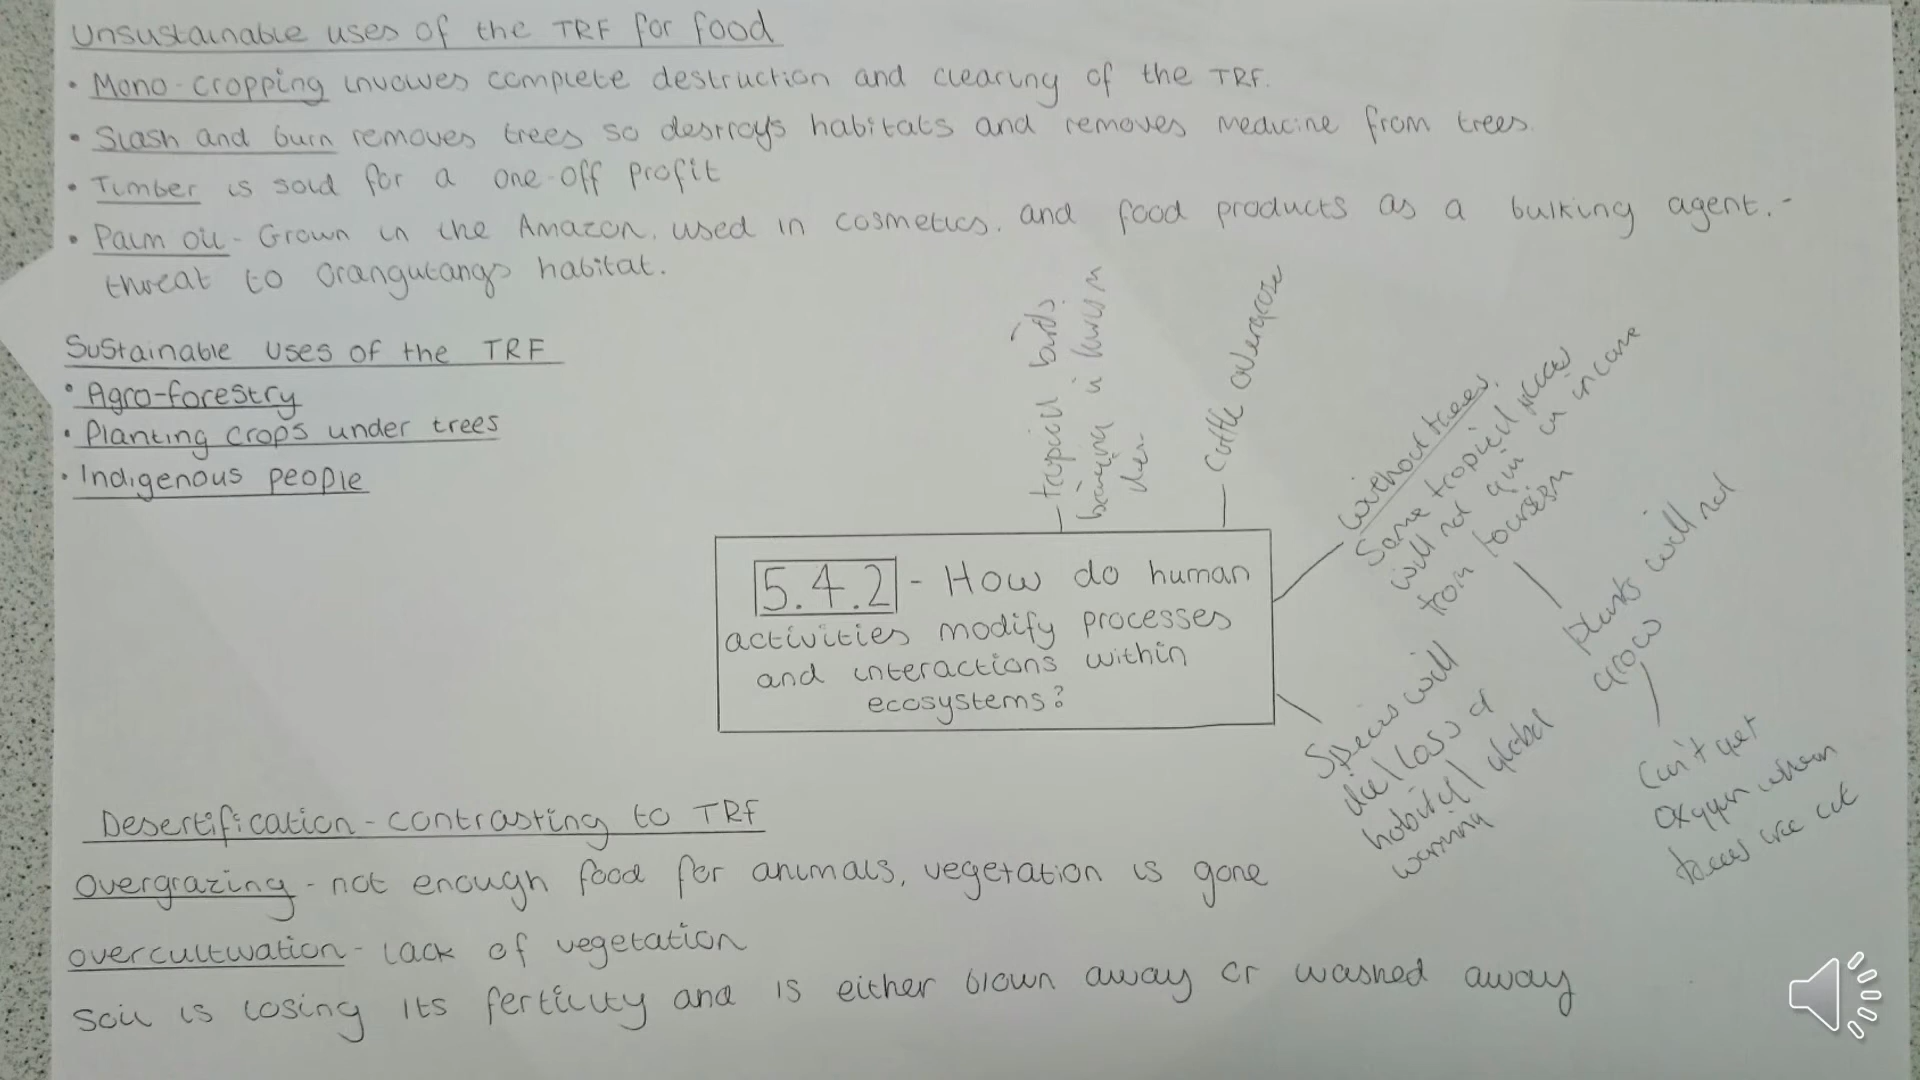 Unsustainable uses of the TRF for food
• Mono-cropping involves complete destruction and clearing of the TRF.
• Slash and burn removes trees so destroys habitats and removes medicine from trees.
• Timber is sold for a one-off profit
• Palm oil - Grown in the Amazon, used in cosmetics, and food products as a bulking agent. -
threat to Orangutangs habitat.
Sustainable uses of the TRF
• Agro-forestry
• Planting crops under trees
• Indigenous people
- tropical birds
in
- Cattle overgraze
without trees.
Some tropical
will not gain in income
from tourism
plants will not
grow
Can't get
oxygen when
trees are cut
5.4.2 - How do human
activities modify processes
and interactions within
ecosystems?
Species will
die / loss of
habitat / global
warming
Desertification - contrasting to TRF
overgrazing - not enough food for animals, vegetation is gone
overcultivation - lack of vegetation
soil is losing its fertility and is either blown away or washed away